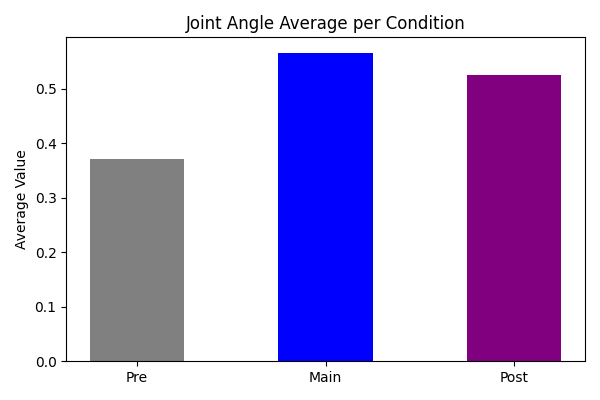 Joint Angle Average per Condition
Average Value
0.5
0.4
0.3
0.2
0.1
0.0
Pre
Main
Post